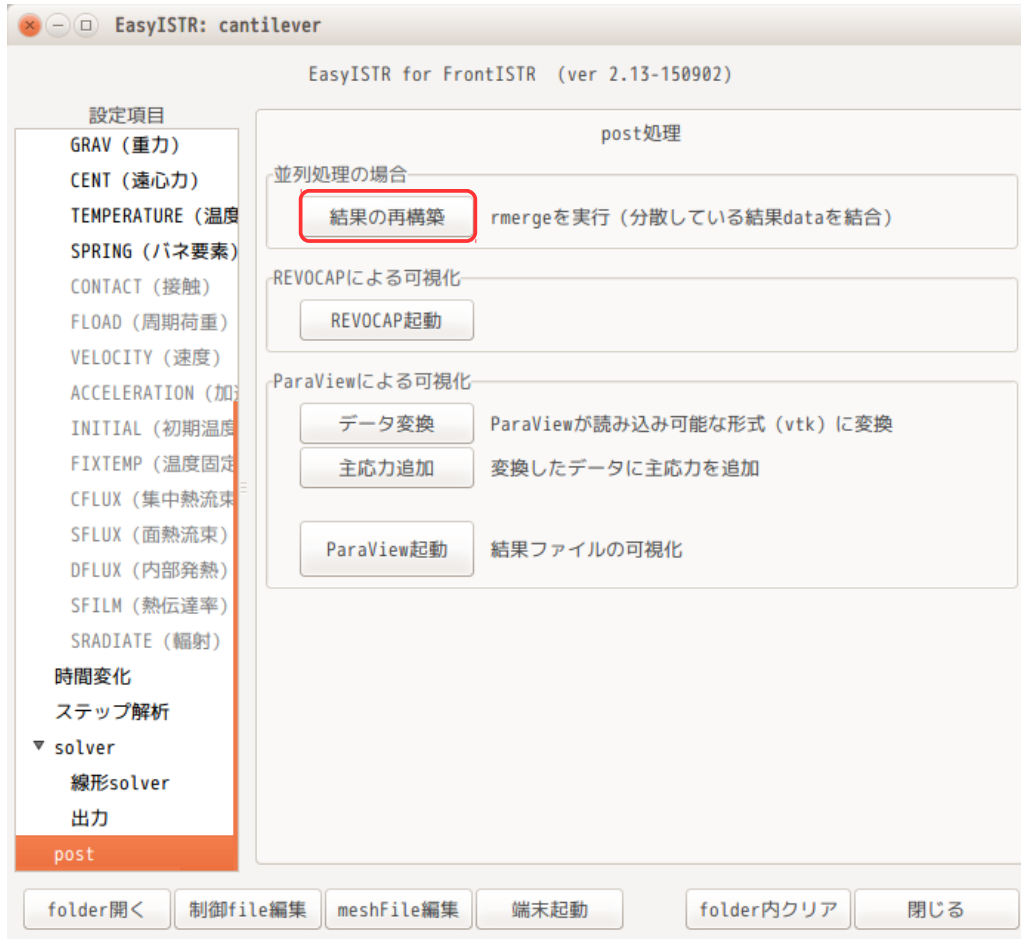 EasyISTR: cantilever
EasyISTR for FrontISTR (ver 2.13-150902)
設定項目
GRAV (重力)
CENT (遠心力)
TEMPERATURE (温度
SPRING (バネ要素)
CONTACT (接触)
FLOAD (周期荷重)
VELOCITY (速度)
ACCELERATION (加
INITIAL (初期温度
FIXTEMP (温度固定
CFLUX (集中熱流束
SFLUX (面熱流束)
DFLUX (内部発熱)
SFILM (熱伝達率)
SRADIATE (輻射)
時間変化
ステップ解析
solver
線形solver
出力
post
post処理
並列処理の場合
結果の再構築 rmergeを実行 (分散している結果dataを結合)
REVOCAPによる可視化
REVOCAP起動
ParaViewによる可視化
データ変換 ParaViewが読み込み可能な形式 (vtk) に変換
主応力追加 変換したデータに主応力を追加
ParaView起動 結果ファイルの可視化
folder開く 制御file編集 meshFile編集 端末起動 folder内クリア 閉じる